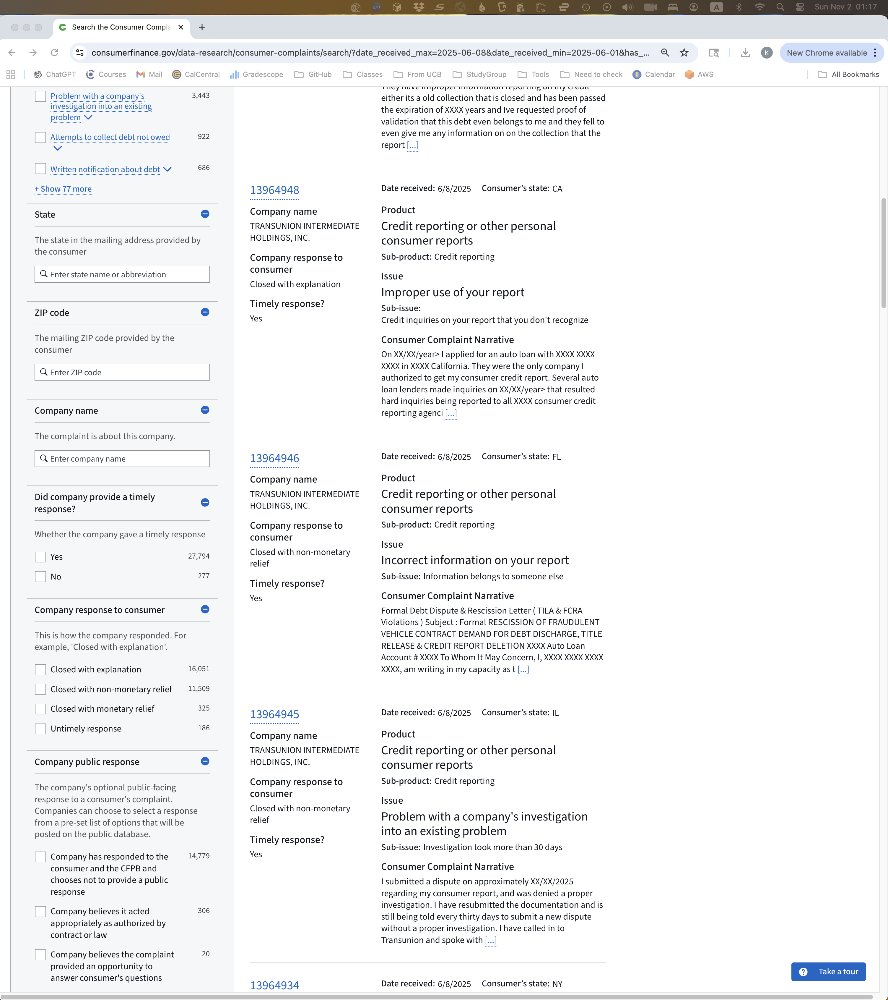 Sun Nov 2 01:17
zm
A
Search the Consumer Compla
consumerfinance.gov/data-research/consumer-complaints/search/?date_received_max=2025-06-08&date_received_min=2025-06-01&has_...
K
New Chrome available
ChatGPT
Courses
Mail
CalCentral
Gradescope
GitHub
Classes
From UCB
StudyGroup
Tools
Need to check
Calendar
AWS
All Bookmarks
Problem with a company's 3,443
investigation into an existing
problem
Attempts to collect debt not owed 922
Written notification about debt 686
+ Show 77 more
State
The state in the mailing address provided by
the consumer
Enter state name or abbreviation
ZIP code
The mailing ZIP code provided by the
consumer
Enter ZIP code
Company name
The complaint is about this company.
Enter company name
Did company provide a timely
response?
Whether the company gave a timely response
Yes 27,794
No 277
Company response to consumer
This is how the company responded. For
example, 'Closed with explanation'.
Closed with explanation 16,051
Closed with non-monetary relief 11,509
Closed with monetary relief 325
Untimely response 186
Company public response
The company's optional public-facing
response to a consumer's complaint.
Companies can choose to select a response
from a pre-set list of options that will be
posted on the public database.
Company has responded to the 14,779
consumer and the CFPB and
chooses not to provide a public
response
Company believes it acted 306
appropriately as authorized by
contract or law
Company believes the complaint 20
provided an opportunity to
answer consumer's questions
They have improper information reporting on my credit
either its a old collection that is closed and has been passed
the expiration of XXXX years and Ive requested proof of
validation that this debt even belongs to me and they fell to
even give me any information on on the collection that the
report [...]
13964948
Company name
TRANSUNION INTERMEDIATE
HOLDINGS, INC.
Company response to
consumer
Closed with explanation
Timely response?
Yes
Date received: 6/8/2025 Consumer's state: CA
Product
Credit reporting or other personal
consumer reports
Sub-product: Credit reporting
Issue
Improper use of your report
Sub-issue:
Credit inquiries on your report that you don't recognize
Consumer Complaint Narrative
On XX/XX/year> I applied for an auto loan with XXXX XXXX
XXXX in XXXX California. They were the only company I
authorized to get my consumer credit report. Several auto
loan lenders made inquiries on XX/XX/year> that resulted
hard inquiries being reported to all XXXX consumer credit
reporting agenci [...]
13964946
Company name
TRANSUNION INTERMEDIATE
HOLDINGS, INC.
Company response to
consumer
Closed with non-monetary
relief
Timely response?
Yes
Date received: 6/8/2025 Consumer's state: FL
Product
Credit reporting or other personal
consumer reports
Sub-product: Credit reporting
Issue
Incorrect information on your report
Sub-issue: Information belongs to someone else
Consumer Complaint Narrative
Formal Debt Dispute & Rescission Letter ( TILA & FCRA
Violations ) Subject : Formal RESCISSION OF FRAUDULENT
VEHICLE CONTRACT DEMAND FOR DEBT DISCHARGE, TITLE
RELEASE & CREDIT REPORT DELETION XXXX Auto Loan
Account # XXXX To Whom It May Concern, I, XXXX XXXX XXXX
XXXX, am writing in my capacity as t [...]
13964945
Company name
TRANSUNION INTERMEDIATE
HOLDINGS, INC.
Company response to
consumer
Closed with non-monetary
relief
Timely response?
Yes
Date received: 6/8/2025 Consumer's state: IL
Product
Credit reporting or other personal
consumer reports
Sub-product: Credit reporting
Issue
Problem with a company's investigation
into an existing problem
Sub-issue: Investigation took more than 30 days
Consumer Complaint Narrative
I submitted a dispute on approximately XX/XX/2025
regarding my consumer report, and was denied a proper
investigation. I have resubmitted the documentation and is
still being told every thirty days to submit a new dispute
without a proper investigation. I have called in to
Transunion and spoke with [...]
13964934
Date received: 6/8/2025 Consumer's state: NY
Take a tour